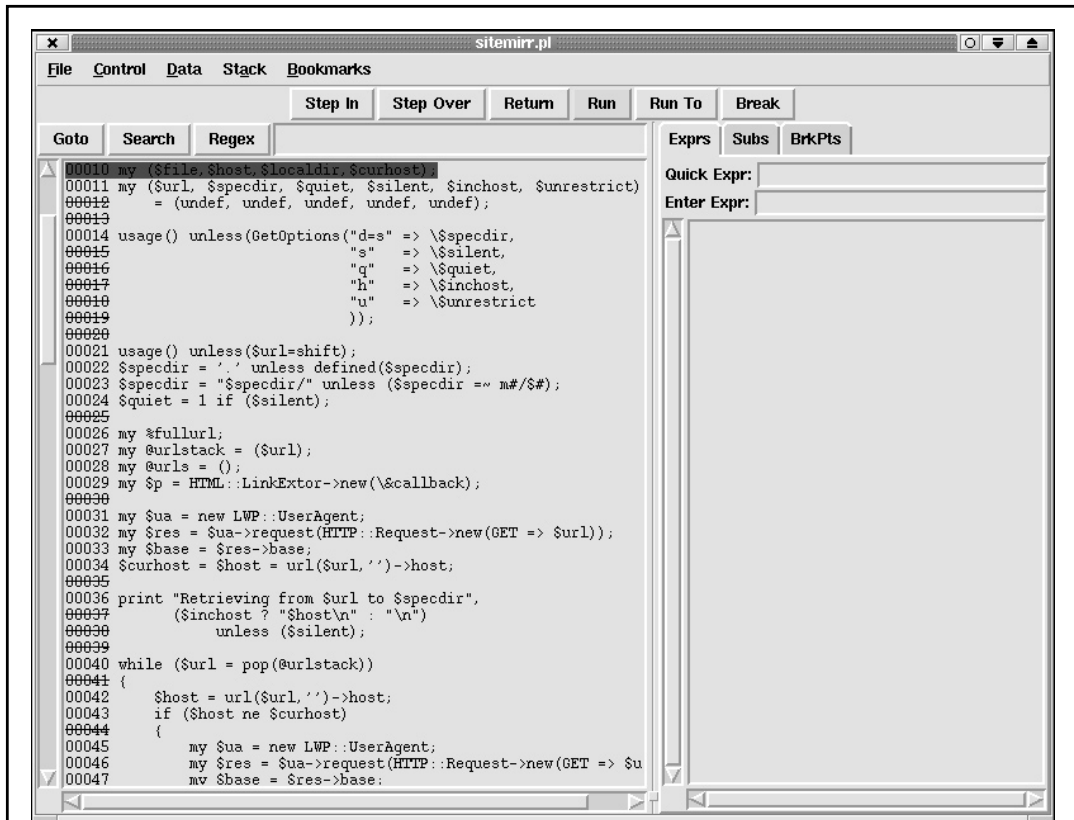 sitemirr.pl
File Control Data Stack Bookmarks
Step In Step Over Return Run Run To Break
Goto Search Regex
Exprs Subs BrkPts
Quick Expr:
Enter Expr:
00010 my ($file,$host,$localdir,$curhost);
00011 my ($url, $specdir, $quiet, $silent, $inchost, $unrestrict)
00012     = (undef, undef, undef, undef, undef);
00013
00014 usage() unless(GetOptions("d=s" => \$specdir,
00015                           "s"   => \$silent,
00016                           "q"   => \$quiet,
00017                           "h"   => \$inchost,
00018                           "u"   => \$unrestrict
00019                           ));
00020
00021 usage() unless($url=shift);
00022 $specdir = '.' unless defined($specdir);
00023 $specdir = "$specdir/" unless ($specdir =~ m#/$#);
00024 $quiet = 1 if ($silent);
00025
00026 my %fullurl;
00027 my @urlstack = ($url);
00028 my @urls = ();
00029 my $p = HTML::LinkExtor->new(\&callback);
00030
00031 my $ua = new LWP::UserAgent;
00032 my $res = $ua->request(HTTP::Request->new(GET => $url));
00033 my $base = $res->base;
00034 $curhost = $host = url($url,'')->host;
00035
00036 print "Retrieving from $url to $specdir",
00037       ($inchost ? "$host\n" : "\n")
00038            unless ($silent);
00039
00040 while ($url = pop(@urlstack))
00041 {
00042     $host = url($url,'')->host;
00043     if ($host ne $curhost)
00044     {
00045         my $ua = new LWP::UserAgent;
00046         my $res = $ua->request(HTTP::Request->new(GET => $u
00047         my $base = $res->base;